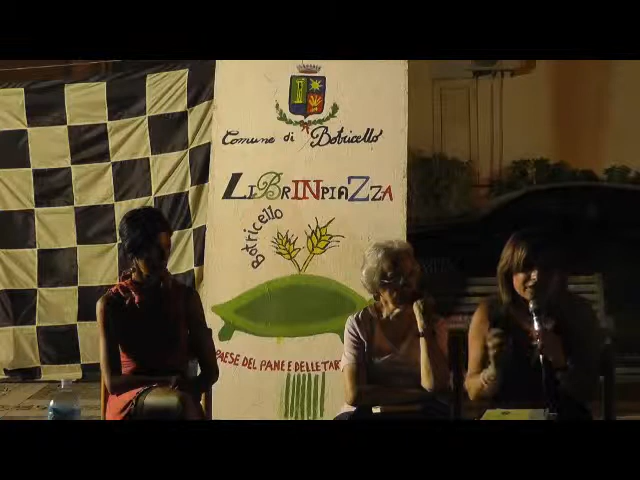 Comune di Botricello
LiBrINpiaZZA
Botricello
PAESE DEL PANE E DELLE TAR